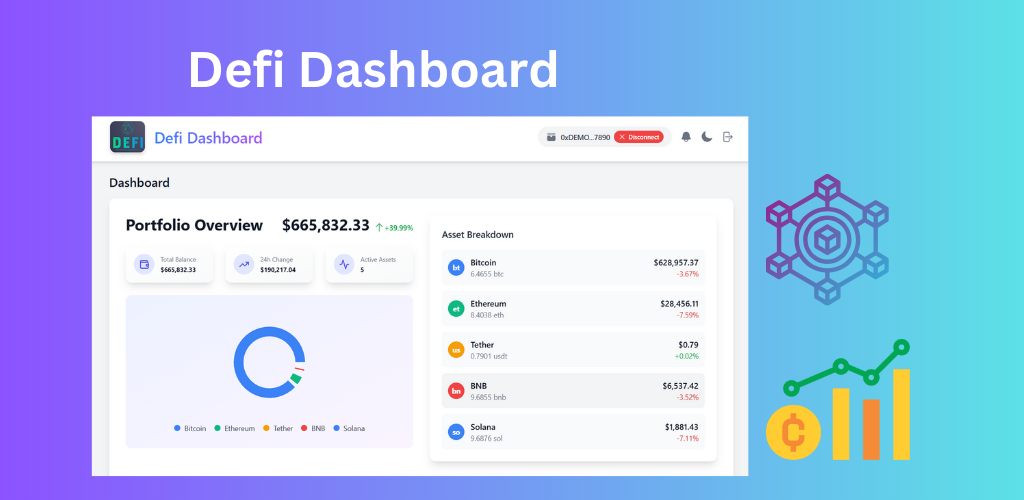 Defi Dashboard
DEFI
Defi Dashboard
0xDEMO...7890
Disconnect
Dashboard
Portfolio Overview
$665,832.33
+39.99%
Total Balance
$665,832.33
24h Change
$190,217.04
Active Assets
5
Bitcoin Ethereum Tether BNB Solana
Asset Breakdown
bt
Bitcoin
6.4655 btc
$628,957.37
-3.67%
et
Ethereum
8.4038 eth
$28,456.11
-7.59%
us
Tether
0.7901 usdt
$0.79
+0.02%
bn
BNB
9.6855 bnb
$6,537.42
-3.52%
so
Solana
9.6876 sol
$1,881.43
-7.11%